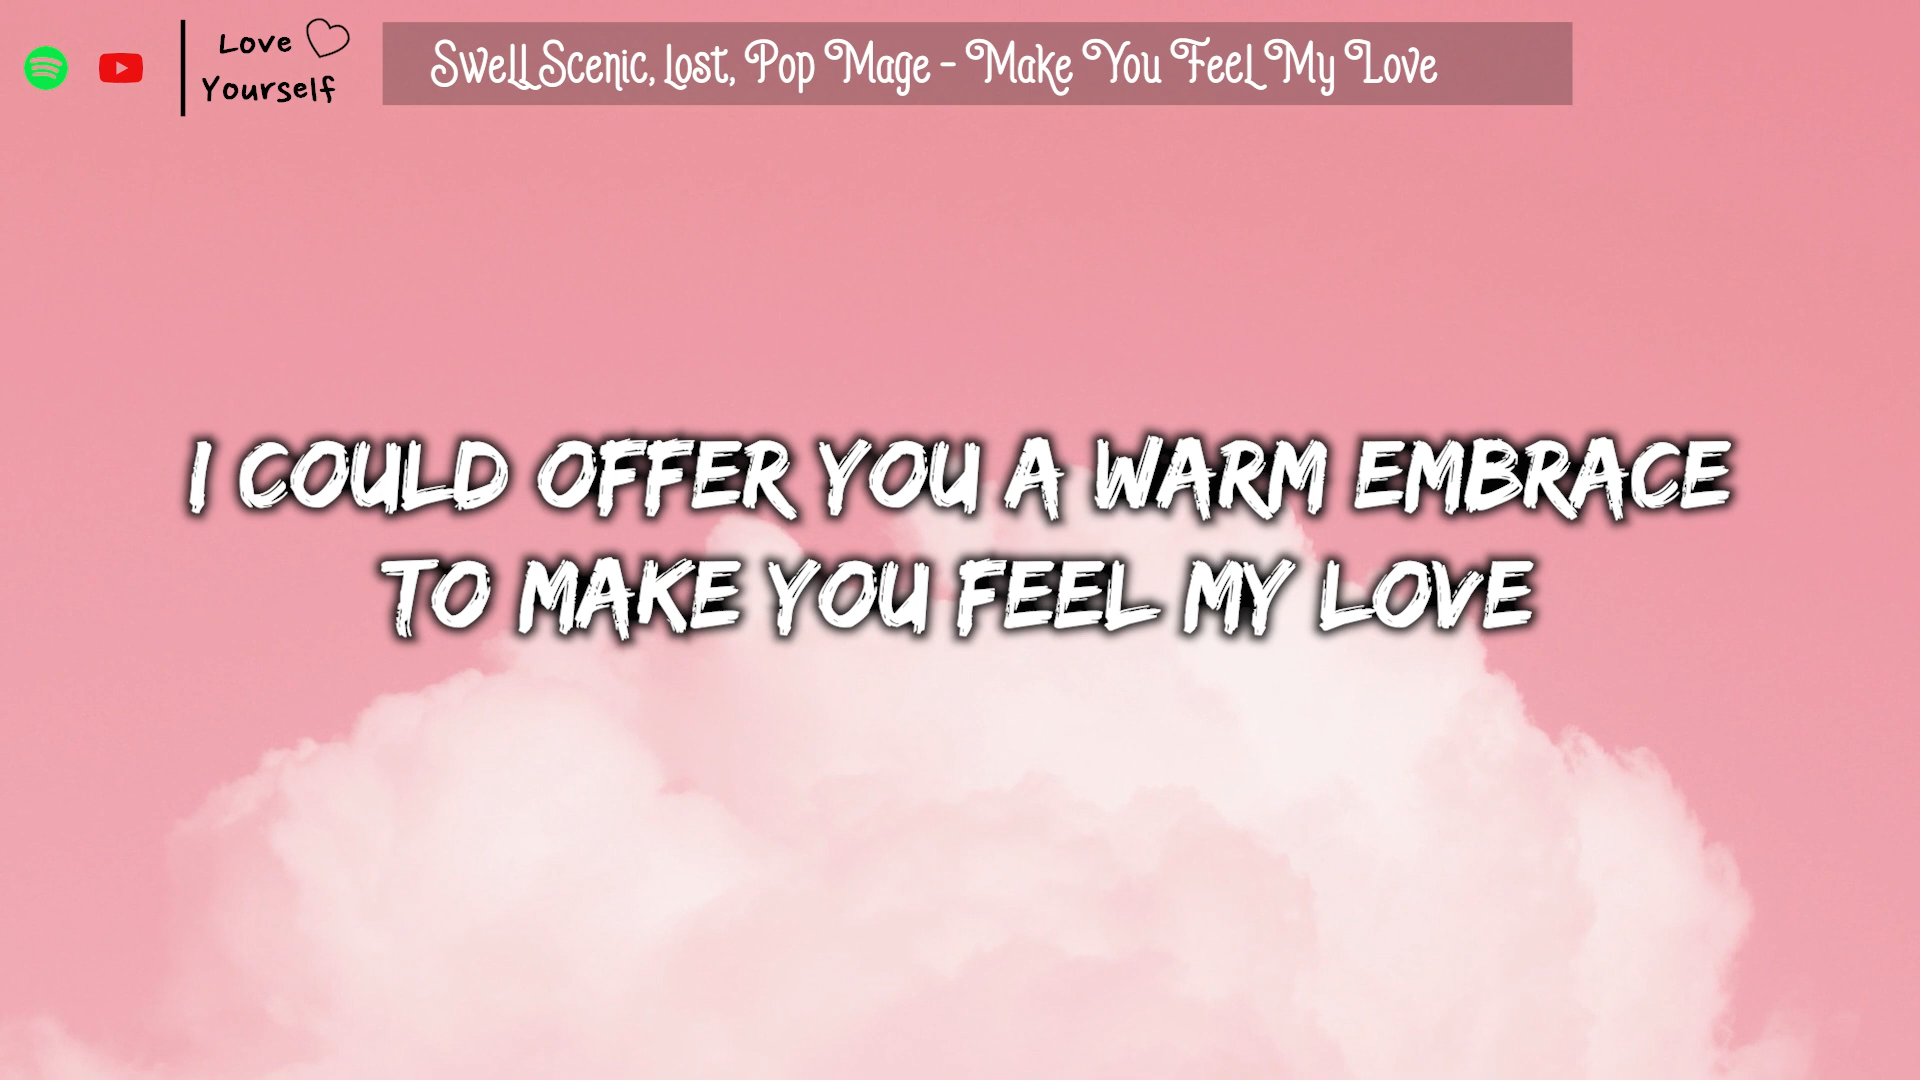 Love
Yourself
Swell Scenic, Lost, Pop Mage - Make You Feel My Love
I COULD OFFER YOU A WARM EMBRACE
TO MAKE YOU FEEL MY LOVE